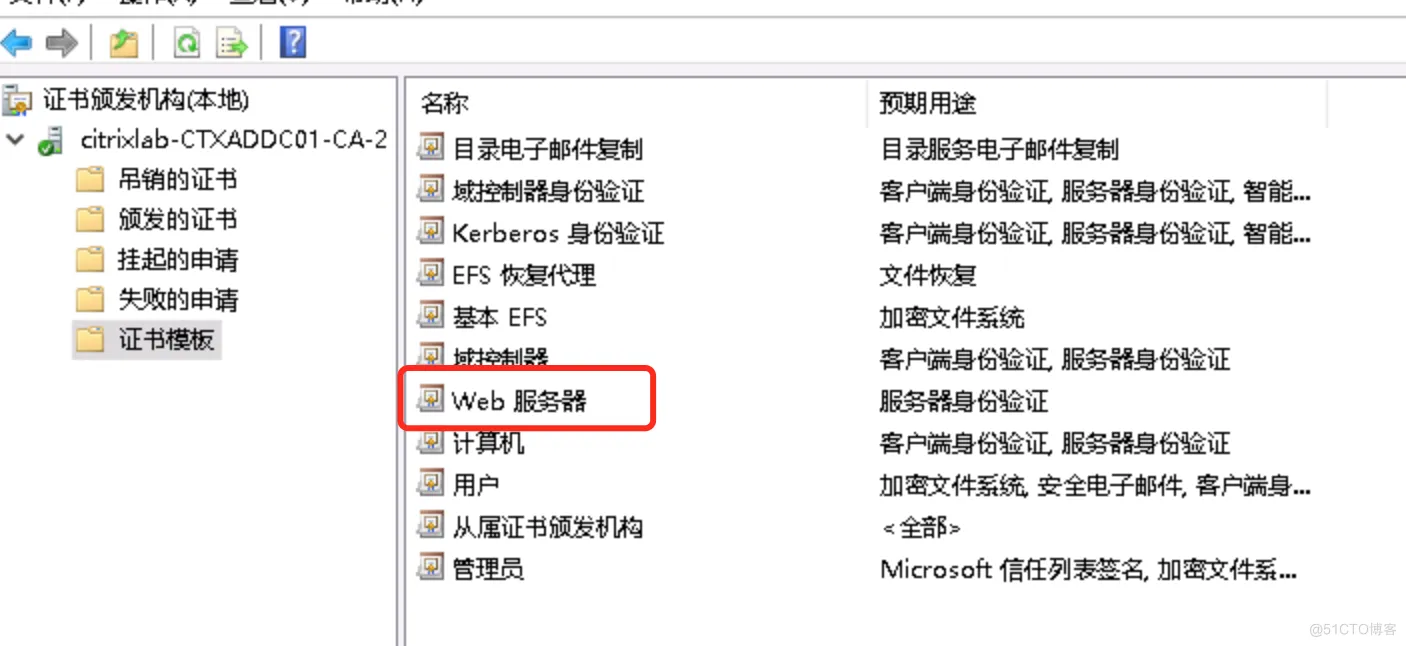 证书颁发机构(本地)
citrixlab-CTXADDC01-CA-2
吊销的证书
颁发的证书
挂起的申请
失败的申请
证书模板
名称 预期用途
目录电子邮件复制 目录服务电子邮件复制
域控制器身份验证 客户端身份验证, 服务器身份验证, 智能...
Kerberos 身份验证 客户端身份验证, 服务器身份验证, 智能...
EFS 恢复代理 文件恢复
基本 EFS 加密文件系统
域控制器 客户端身份验证, 服务器身份验证
Web 服务器 服务器身份验证
计算机 客户端身份验证, 服务器身份验证
用户 加密文件系统, 安全电子邮件, 客户端身...
从属证书颁发机构 <全部>
管理员 Microsoft 信任列表签名, 加密文件系...
@51CTO博客